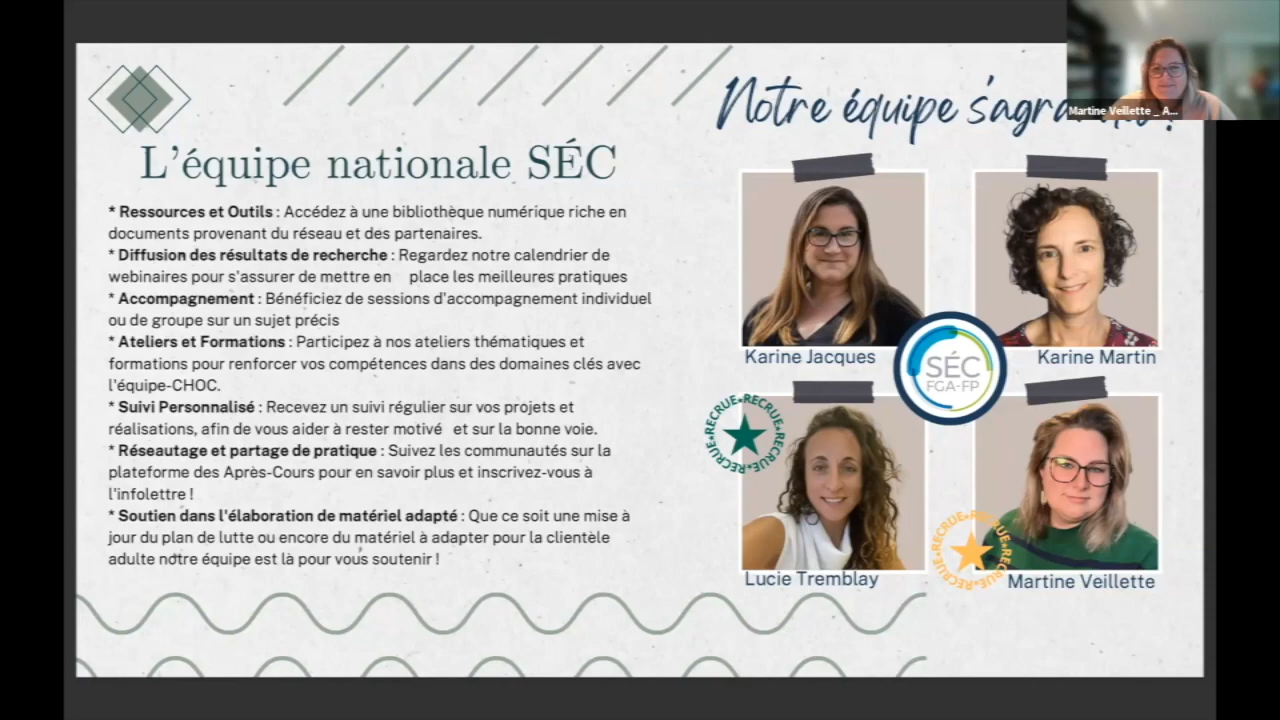 Notre équipe s'agra
Martine Veillette _ A...
L'équipe nationale SÉC
* Ressources et Outils : Accédez à une bibliothèque numérique riche en
documents provenant du réseau et des partenaires.
* Diffusion des résultats de recherche : Regardez notre calendrier de
webinaires pour s'assurer de mettre en place les meilleures pratiques
* Accompagnement : Bénéficiez de sessions d'accompagnement individuel
ou de groupe sur un sujet précis
* Ateliers et Formations : Participez à nos ateliers thématiques et
formations pour renforcer vos compétences dans des domaines clés avec
l'équipe-CHOC.
* Suivi Personnalisé : Recevez un suivi régulier sur vos projets et
réalisations, afin de vous aider à rester motivé et sur la bonne voie.
* Réseautage et partage de pratique : Suivez les communautés sur la
plateforme des Après-Cours pour en savoir plus et inscrivez-vous à
l'infolettre !
* Soutien dans l'élaboration de matériel adapté : Que ce soit une mise à
jour du plan de lutte ou encore du matériel à adapter pour la clientèle
adulte notre équipe est là pour vous soutenir !
Karine Jacques
Karine Martin
SÉC
FGA-FP
RECRUE★RECRUE★RECRUE★RECRUE★
Lucie Tremblay
RECRUE★RECRUE★RECRUE★RECRUE★
Martine Veillette